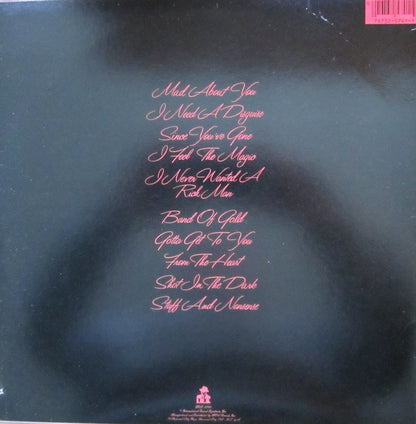 Mad About You
I Need A Disguise
Since You've Gone
I Feel The Magic
I Never Wanted A
Rich Man
Band Of Gold
Gotta Get To You
From The Heart
Shot In The Dark
Stuff And Nonsense